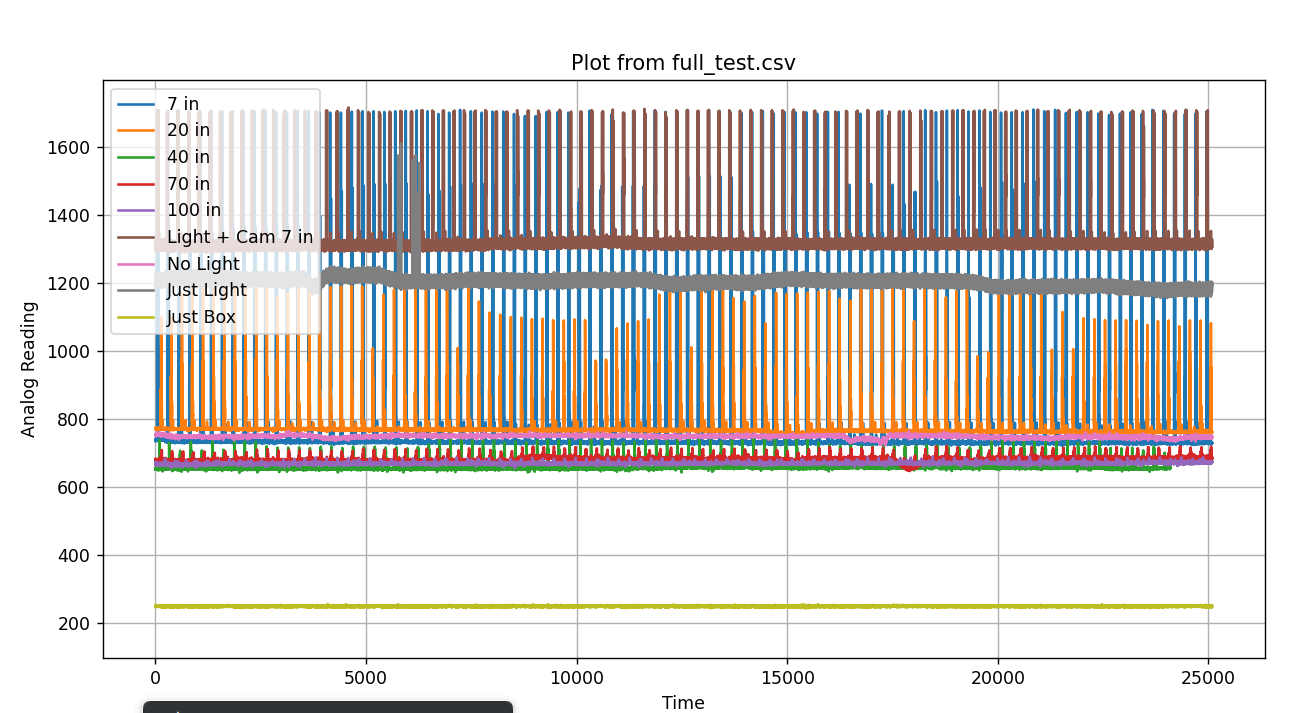 Plot from full_test.csv
7 in
20 in
40 in
70 in
100 in
Light + Cam 7 in
No Light
Just Light
Just Box
Analog Reading
1600
1400
1200
1000
800
600
400
200
0 5000 10000 15000 20000 25000
Time